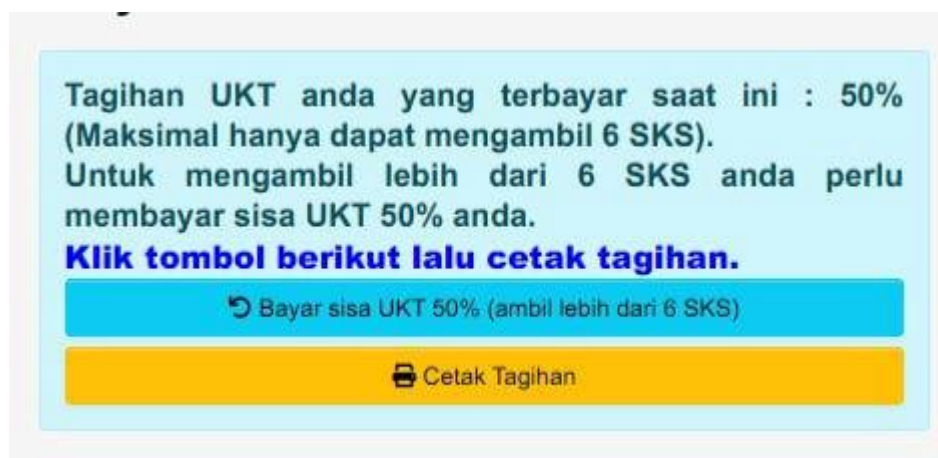 Tagihan UKT anda yang terbayar saat ini : 50%
(Maksimal hanya dapat mengambil 6 SKS).
Untuk mengambil lebih dari 6 SKS anda perlu
membayar sisa UKT 50% anda.
Klik tombol berikut lalu cetak tagihan.
Bayar sisa UKT 50% (ambil lebih dari 6 SKS)
Cetak Tagihan